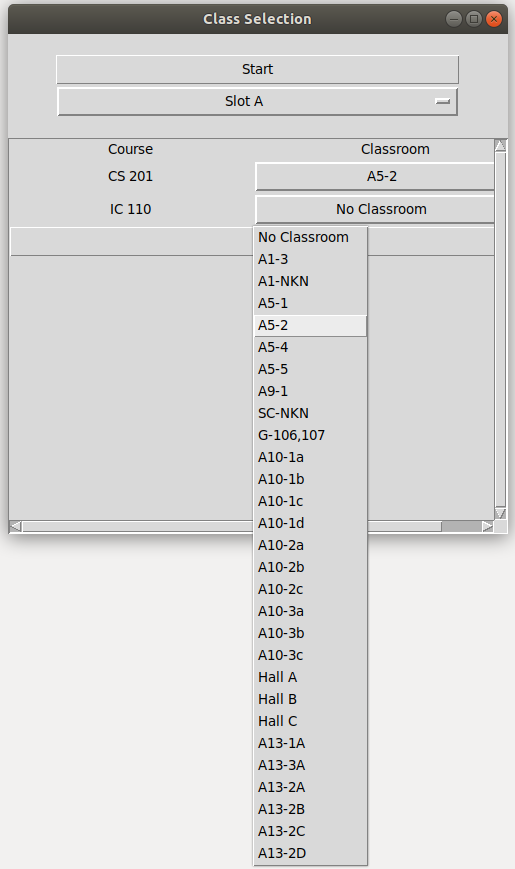 Class Selection
Start
Slot A
Course Classroom
CS 201 A5-2
IC 110 No Classroom
No Classroom
A1-3
A1-NKN
A5-1
A5-2
A5-4
A5-5
A9-1
SC-NKN
G-106,107
A10-1a
A10-1b
A10-1c
A10-1d
A10-2a
A10-2b
A10-2c
A10-3a
A10-3b
A10-3c
Hall A
Hall B
Hall C
A13-1A
A13-3A
A13-2A
A13-2B
A13-2C
A13-2D